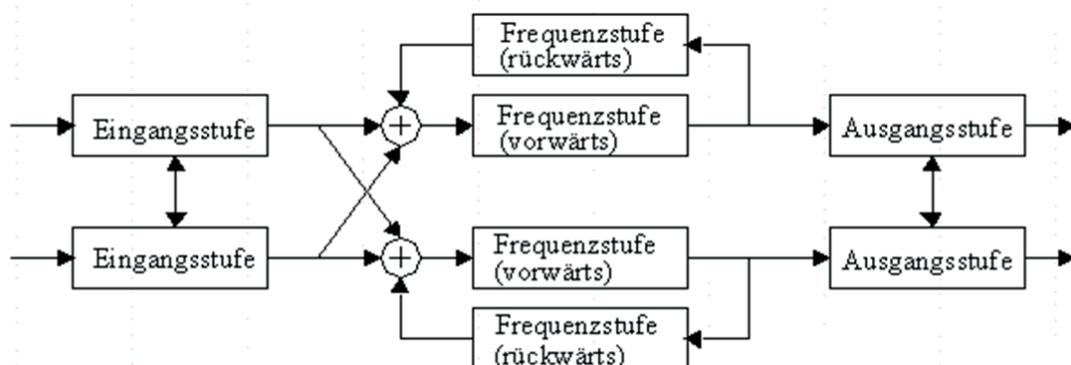 Frequenzstufe
(rückwärts)
Eingangsstufe
+
Frequenzstufe
(vorwärts)
Ausgangsstufe
Eingangsstufe
+
Frequenzstufe
(vorwärts)
Ausgangsstufe
Frequenzstufe
(rückwärts)